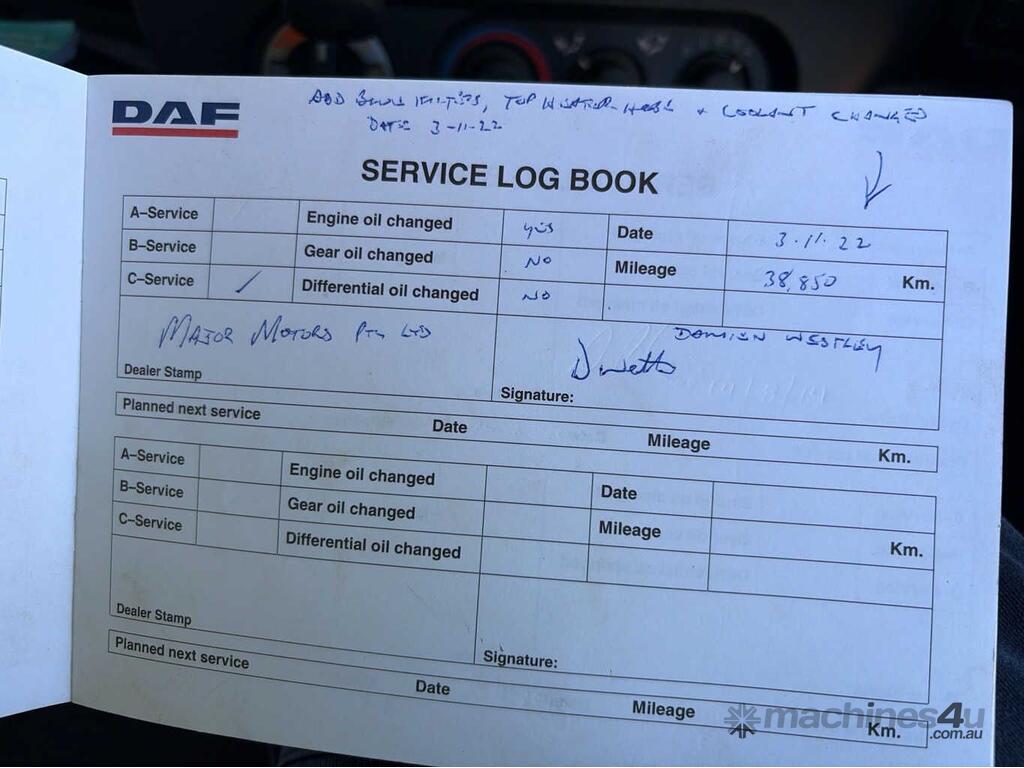 DAF
ADD BLUE FILTERS, TOP WATER HOSE + COOLANT CHANGED
DATE 3-11-22
SERVICE LOG BOOK
A–Service Engine oil changed yes Date 3.11.22
B–Service Gear oil changed NO Mileage 38,850 Km.
C–Service / Differential oil changed NO
MAJOR MOTORS PTY LTD DAMIEN WESTLEY
Dealer Stamp Signature:
Planned next service Date Mileage Km.
A–Service Engine oil changed Date
B–Service Gear oil changed Mileage Km.
C–Service Differential oil changed
Dealer Stamp Signature:
Planned next service Date Mileage Km.
machines4u
.com.au